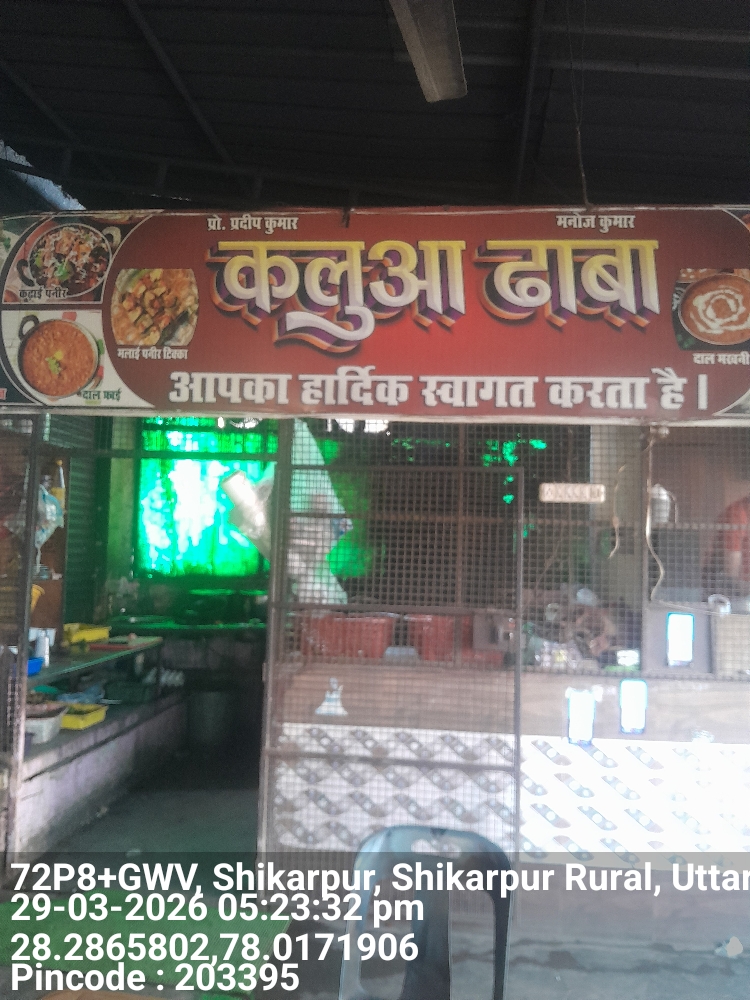 प्रो. प्रदीप कुमार
मनोज कुमार
कलुआ ढाबा
कढ़ाई पनीर
मलाई पनीर टिक्का
दाल मखनी
आपका हार्दिक स्वागत करता है।
72P8+GWV, Shikarpur, Shikarpur Rural, Uttar
29-03-2026 05:23:32 pm
28.2865802,78.0171906
Pincode : 203395